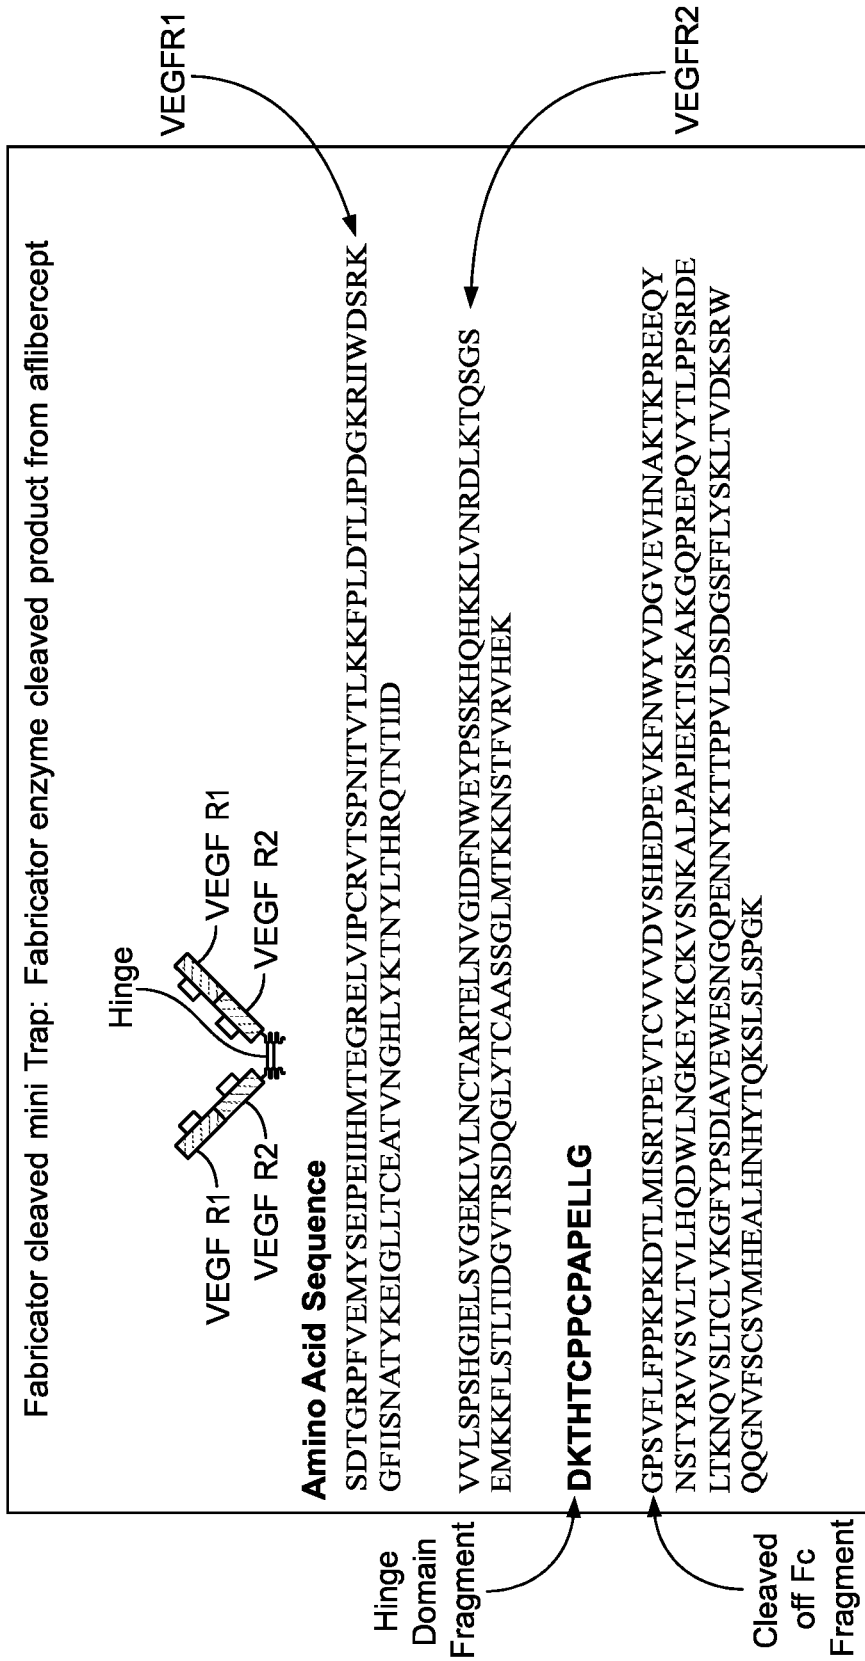 Fabricator cleaved mini Trap: Fabricator enzyme cleaved product from aflibercept
Hinge
VEGF R1
VEGF R2
VEGF R1
VEGF R2
Amino Acid Sequence
SDTGRPFVEMYSEIPEIIHMTEGRELVIPCRVTSPNITVTLKKFPLDTLIPDGKRIIWDSRK
GFIISNATYKEIGLLTCEATVNGHLYKTNYLTHRQTNTIID
VEGFR1
VVLSPSHGIELSVGEKLVLNCTARTELNVGIDFNWEYPSSKHQHKKLVNRDLKTQSGS
EMKKFLSTLTIDGVTRSDQGLYTCAASSGLMTKKNSTFVRVHEK
VEGFR2
Hinge
Domain
Fragment
DKTHTCPPCPAPELLG
Cleaved
off Fc
Fragment
GPSVFLFPPKPKDTLMISRTPEVTCVVVDVSHEDPEVKFNWYVDGVEVHNAKTKPREEQY
NSTYRVVSVLTVLHQDWLNGKEYKCKVSNKALPAPIEKTISKAKGQPREPQVYTLPPSRDE
LTKNQVSLTCLVKGFYPSDIAVEWESNGQPENNYKTTPPVLDSDGSFFLYSKLTVDKSRW
QQGNVFSCSVMHEALHNHYTQKSLSLSPGK